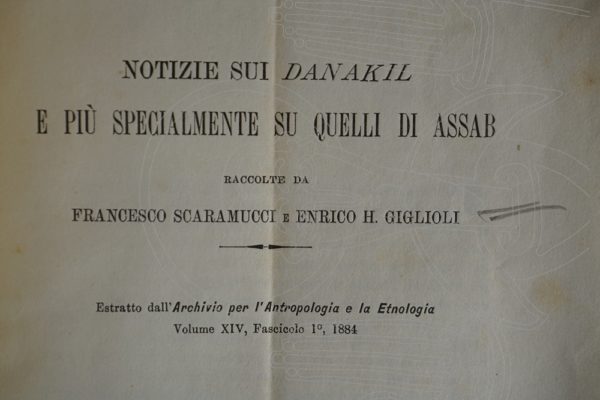 NOTIZIE SUI DANAKIL
E PIÙ SPECIALMENTE SU QUELLI DI ASSAB
RACCOLTE DA
FRANCESCO SCARAMUCCI E ENRICO H. GIGLIOLI
Estratto dall'Archivio per l'Antropologia e la Etnologia
Volume XIV, Fascicolo 1º, 1884